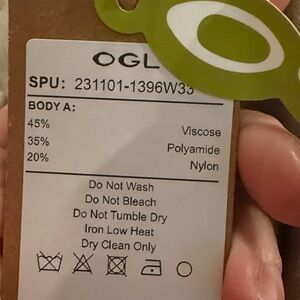 OGL
SPU: 231101-1396W33
BODY A:
45% Viscose
35% Polyamide
20% Nylon
Do Not Wash
Do Not Bleach
Do Not Tumble Dry
Iron Low Heat
Dry Clean Only